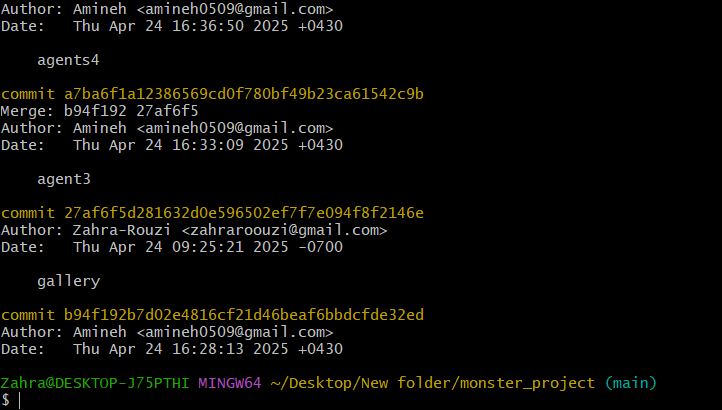 Author: Amineh <amineh0509@gmail.com>
Date:   Thu Apr 24 16:36:50 2025 +0430
    agents4
commit a7ba6f1a12386569cd0f780bf49b23ca61542c9b
Merge: b94f192 27af6f5
Author: Amineh <amineh0509@gmail.com>
Date:   Thu Apr 24 16:33:09 2025 +0430
    agent3
commit 27af6f5d281632d0e596502ef7f7e094f8f2146e
Author: Zahra-Rouzi <zahraroouzi@gmail.com>
Date:   Thu Apr 24 09:25:21 2025 -0700
    gallery
commit b94f192b7d02e4816cf21d46beaf6bbdcfde32ed
Author: Amineh <amineh0509@gmail.com>
Date:   Thu Apr 24 16:28:13 2025 +0430
Zahra@DESKTOP-J75PTHI MINGW64 ~/Desktop/New folder/monster_project (main)
$